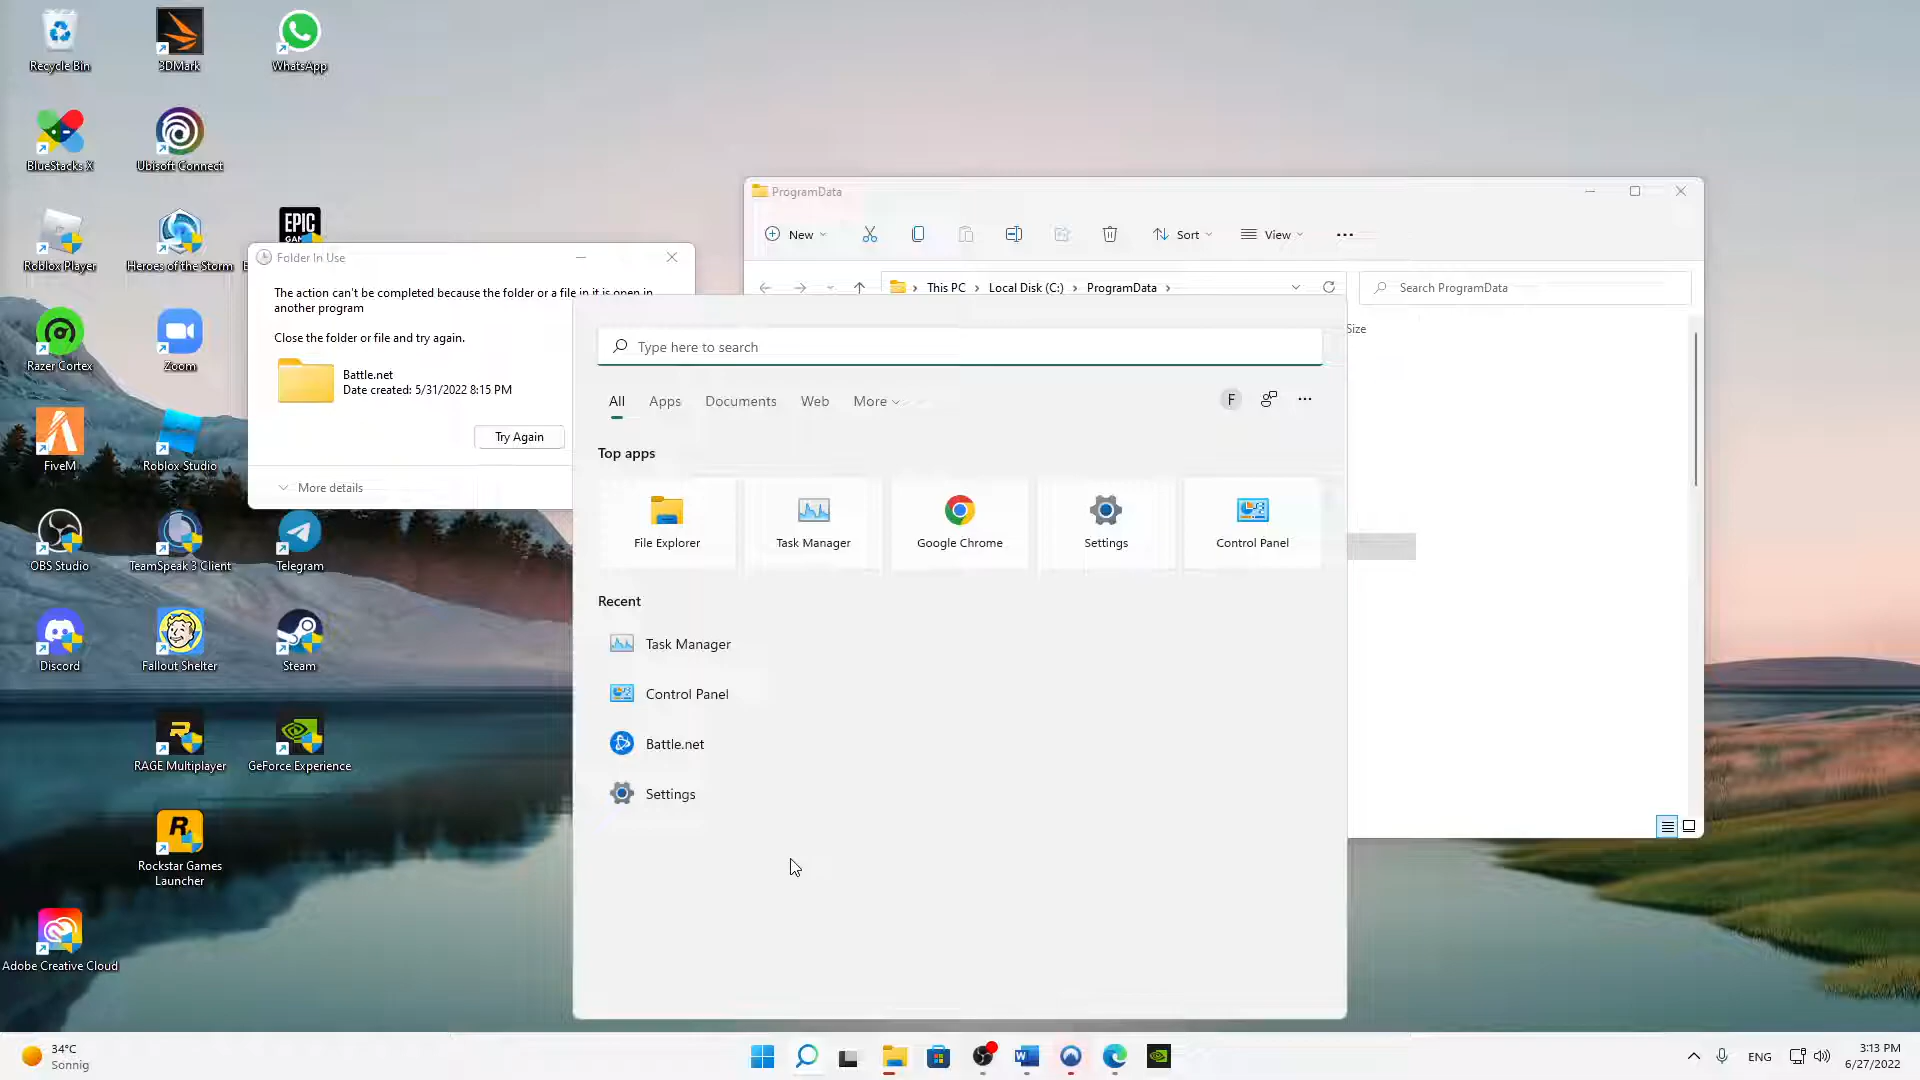 Recycle Bin
3DMark
WhatsApp
BlueStacks X
Ubisoft Connect
Roblox Player
Heroes of the Storm
EPIC
Razer Cortex
Zoom
FiveM
Roblox Studio
OBS Studio
TeamSpeak 3 Client
Telegram
Discord
Fallout Shelter
Steam
RAGE Multiplayer
GeForce Experience
Rockstar Games
Launcher
Adobe Creative Cloud
Folder In Use
The action can't be completed because the folder or a file in it is open in
another program
Close the folder or file and try again.
Battle.net
Date created: 5/31/2022 8:15 PM
Try Again
More details
ProgramData
New
Sort
View
This PC
Local Disk (C:)
ProgramData
Search ProgramData
Size
Type here to search
All
Apps
Documents
Web
More
F
Top apps
File Explorer
Task Manager
Google Chrome
Settings
Control Panel
Recent
Task Manager
Control Panel
Battle.net
Settings
34°C
Sonnig
ENG
3:13 PM
6/27/2022